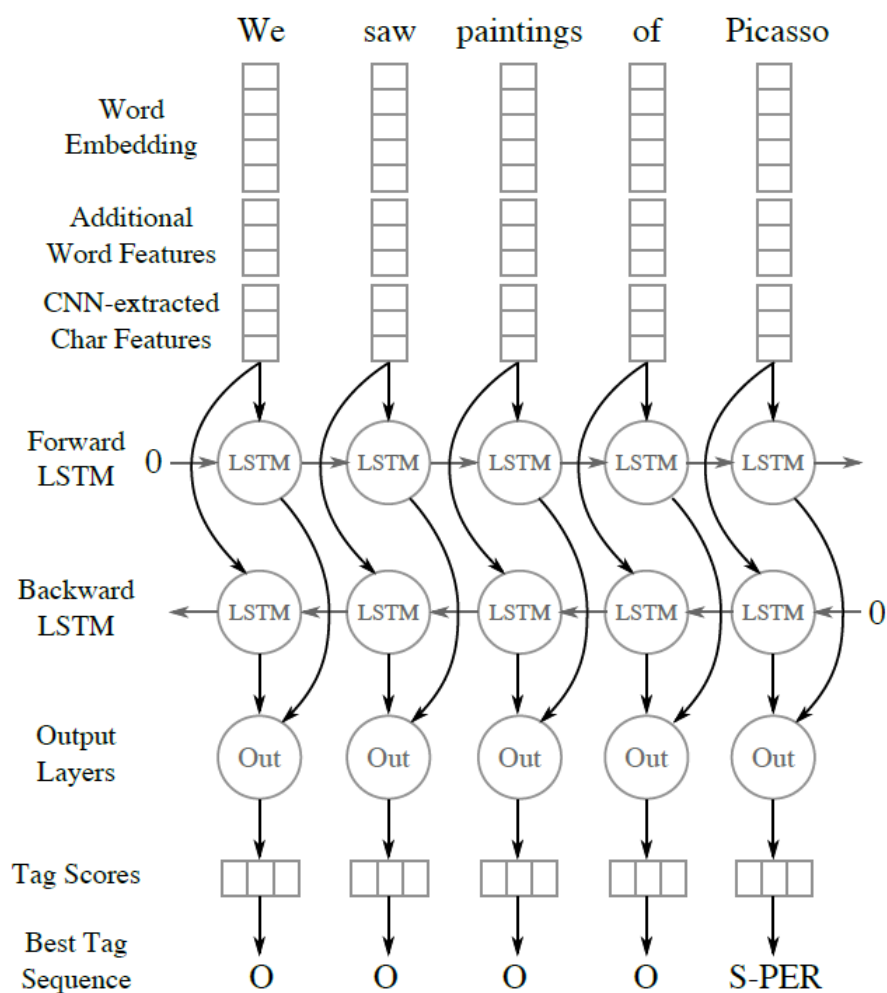 We saw paintings of Picasso
Word
Embedding
Additional
Word Features
CNN-extracted
Char Features
Forward
LSTM
0 LSTM LSTM LSTM LSTM LSTM
Backward
LSTM
LSTM LSTM LSTM LSTM LSTM 0
Output
Layers
Out Out Out Out Out
Tag Scores
Best Tag
Sequence
O O O O S-PER